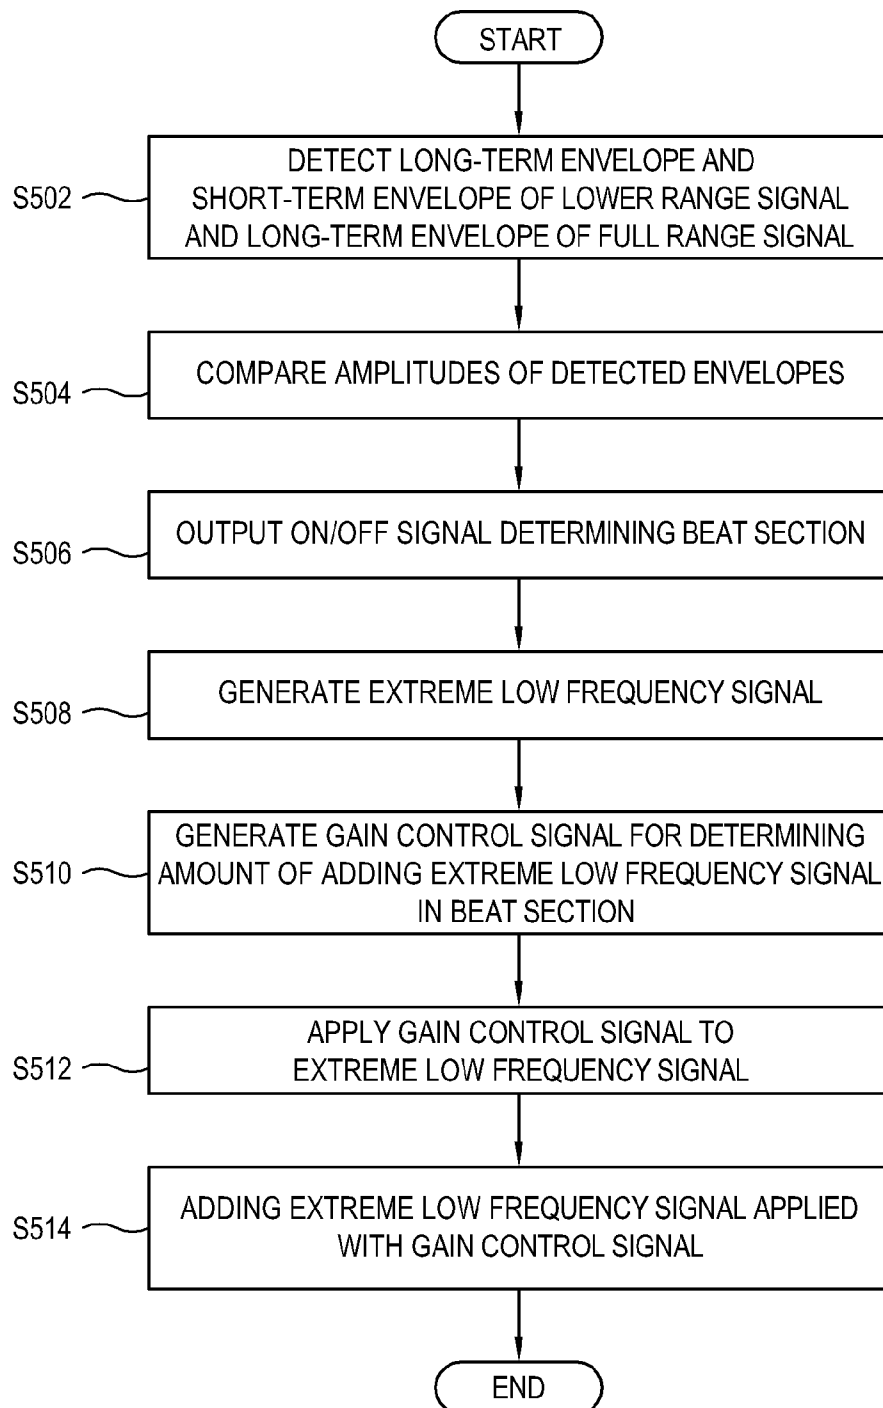 START
S502
DETECT LONG-TERM ENVELOPE AND
SHORT-TERM ENVELOPE OF LOWER RANGE SIGNAL
AND LONG-TERM ENVELOPE OF FULL RANGE SIGNAL
S504
COMPARE AMPLITUDES OF DETECTED ENVELOPES
S506
OUTPUT ON/OFF SIGNAL DETERMINING BEAT SECTION
S508
GENERATE EXTREME LOW FREQUENCY SIGNAL
S510
GENERATE GAIN CONTROL SIGNAL FOR DETERMINING
AMOUNT OF ADDING EXTREME LOW FREQUENCY SIGNAL
IN BEAT SECTION
S512
APPLY GAIN CONTROL SIGNAL TO
EXTREME LOW FREQUENCY SIGNAL
S514
ADDING EXTREME LOW FREQUENCY SIGNAL APPLIED
WITH GAIN CONTROL SIGNAL
END